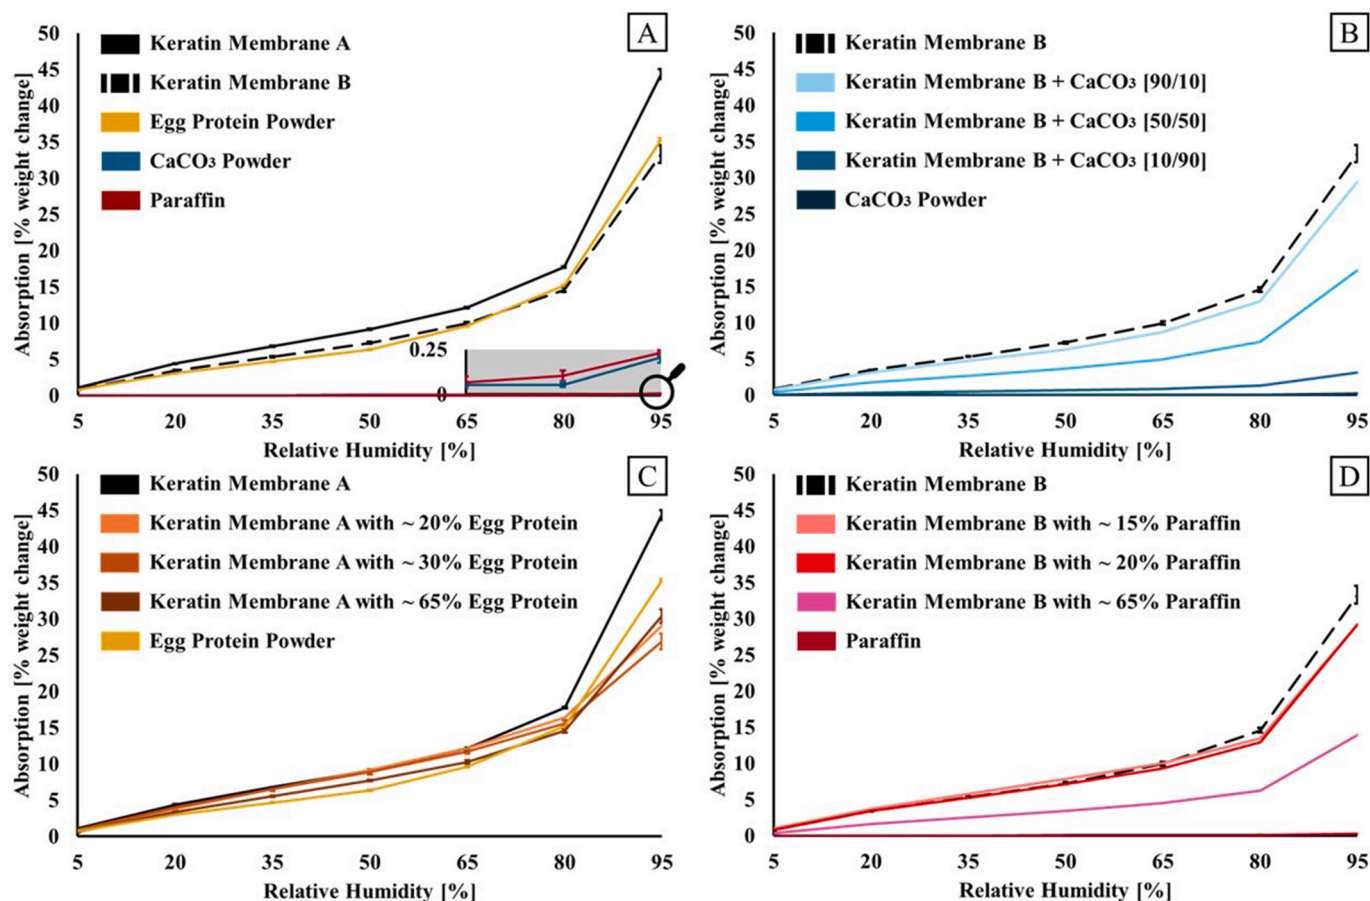 A
Keratin Membrane A
Keratin Membrane B
Egg Protein Powder
CaCO₃ Powder
Paraffin
Absorption [% weight change]
50
45
40
35
30
25
20
15
10
5
0
0.25
0
5 20 35 50 65 80 95
Relative Humidity [%]
B
Keratin Membrane B
Keratin Membrane B + CaCO₃ [90/10]
Keratin Membrane B + CaCO₃ [50/50]
Keratin Membrane B + CaCO₃ [10/90]
CaCO₃ Powder
Absorption [% weight change]
50
45
40
35
30
25
20
15
10
5
0
5 20 35 50 65 80 95
Relative Humidity [%]
C
Keratin Membrane A
Keratin Membrane A with ~ 20% Egg Protein
Keratin Membrane A with ~ 30% Egg Protein
Keratin Membrane A with ~ 65% Egg Protein
Egg Protein Powder
Absorption [% weight change]
50
45
40
35
30
25
20
15
10
5
0
5 20 35 50 65 80 95
Relative Humidity [%]
D
Keratin Membrane B
Keratin Membrane B with ~ 15% Paraffin
Keratin Membrane B with ~ 20% Paraffin
Keratin Membrane B with ~ 65% Paraffin
Paraffin
Absorption [% weight change]
50
45
40
35
30
25
20
15
10
5
0
5 20 35 50 65 80 95
Relative Humidity [%]